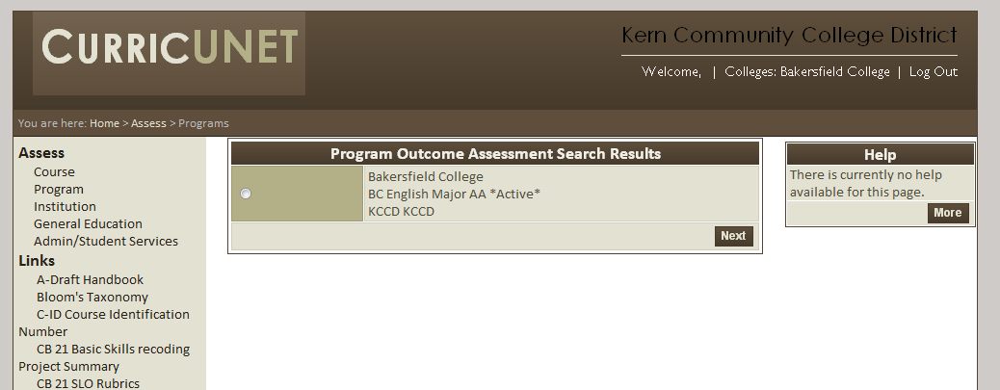 CURRICUNET
Kern Community College District
Welcome, | Colleges: Bakersfield College | Log Out
You are here: Home > Assess > Programs
Assess
Course
Program
Institution
General Education
Admin/Student Services
Links
A-Draft Handbook
Bloom's Taxonomy
C-ID Course Identification
Number
CB 21 Basic Skills recoding
Project Summary
CB 21 SLO Rubrics
Program Outcome Assessment Search Results
Bakersfield College
BC English Major AA *Active*
KCCD KCCD
Next
Help
There is currently no help
available for this page.
More